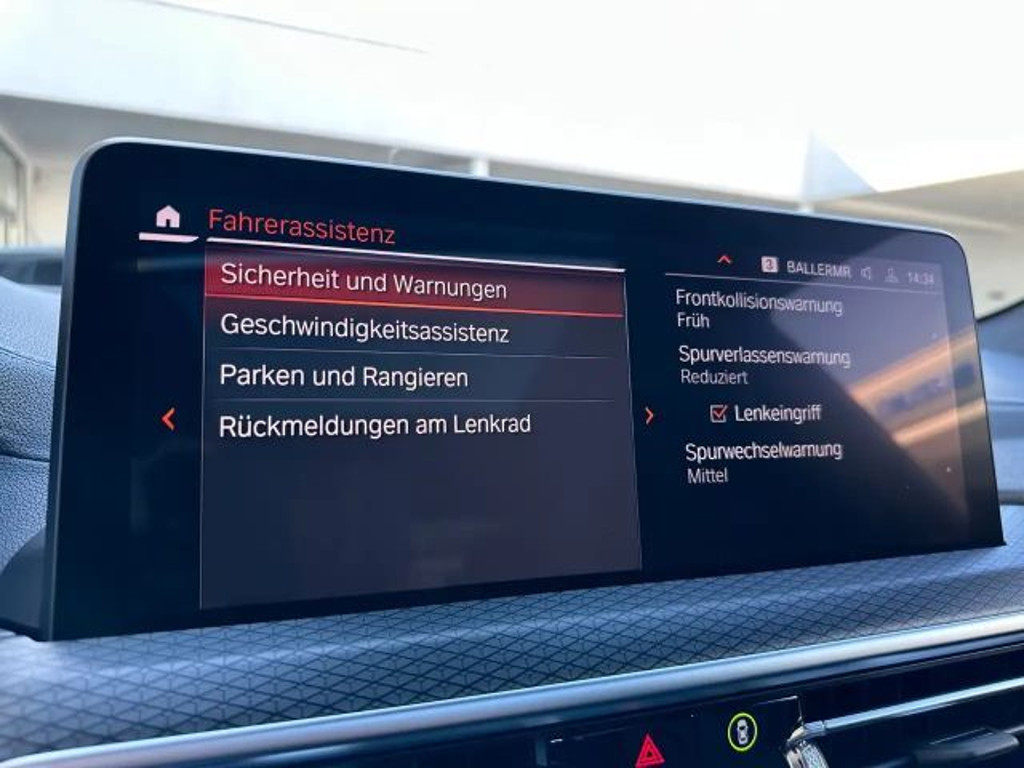 Fahrerassistenz
Sicherheit und Warnungen
Geschwindigkeitsassistenz
Parken und Rangieren
Rückmeldungen am Lenkrad
3 BALLERMR 14:34
Frontkollisionswarnung
Früh
Spurverlassenswarnung
Reduziert
Lenkeingriff
Spurwechselwarnung
Mittel